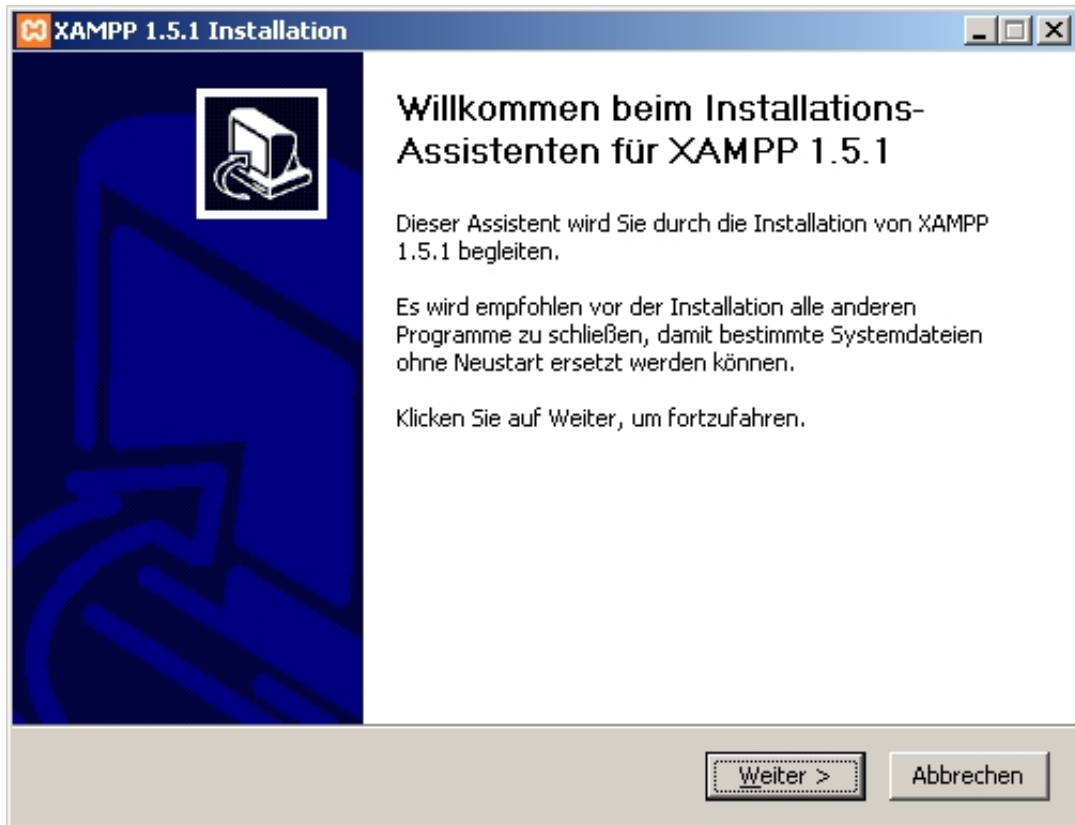 XAMPP 1.5.1 Installation
Willkommen beim Installations-
Assistenten für XAMPP 1.5.1
Dieser Assistent wird Sie durch die Installation von XAMPP
1.5.1 begleiten.
Es wird empfohlen vor der Installation alle anderen
Programme zu schließen, damit bestimmte Systemdateien
ohne Neustart ersetzt werden können.
Klicken Sie auf Weiter, um fortzufahren.
Weiter > Abbrechen